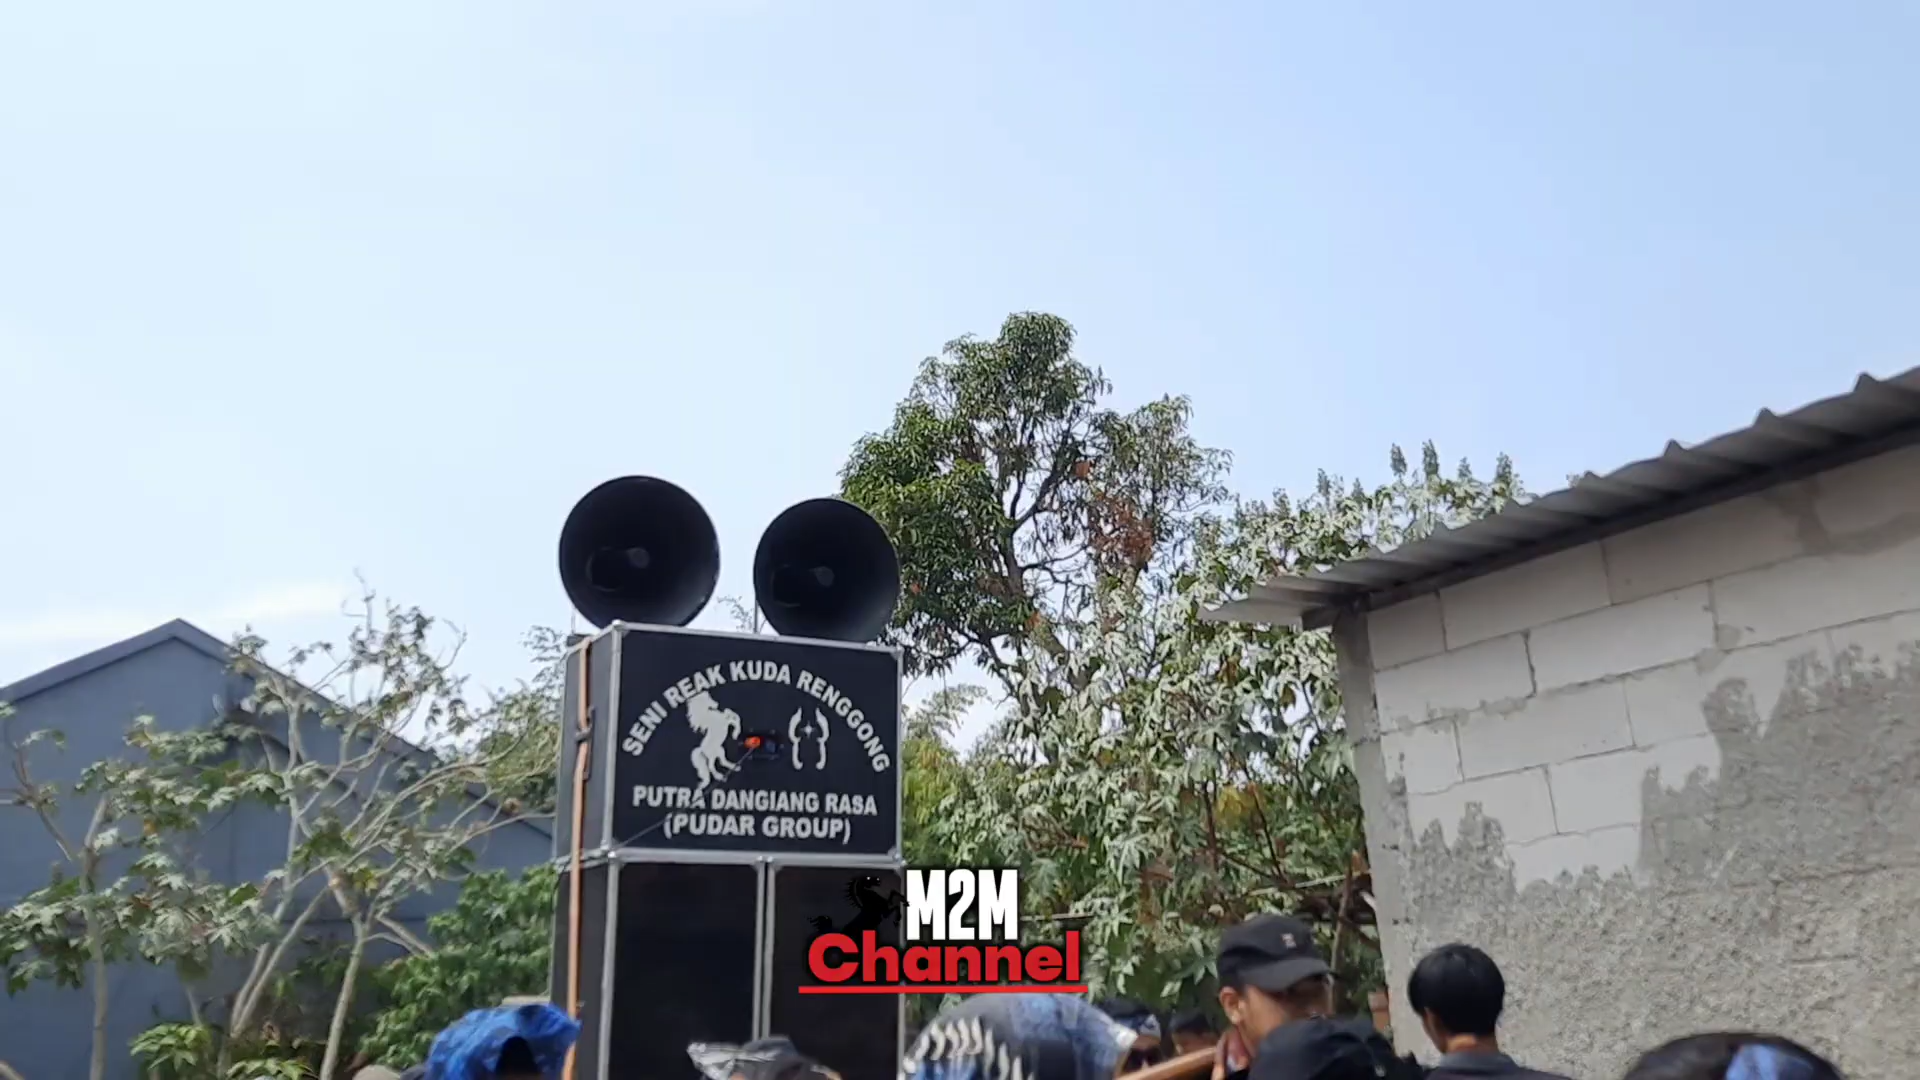 SENI REAK KUDA RENGGONG
PUTRA DANGIANG RASA
(PUDAR GROUP)
M2M
Channel